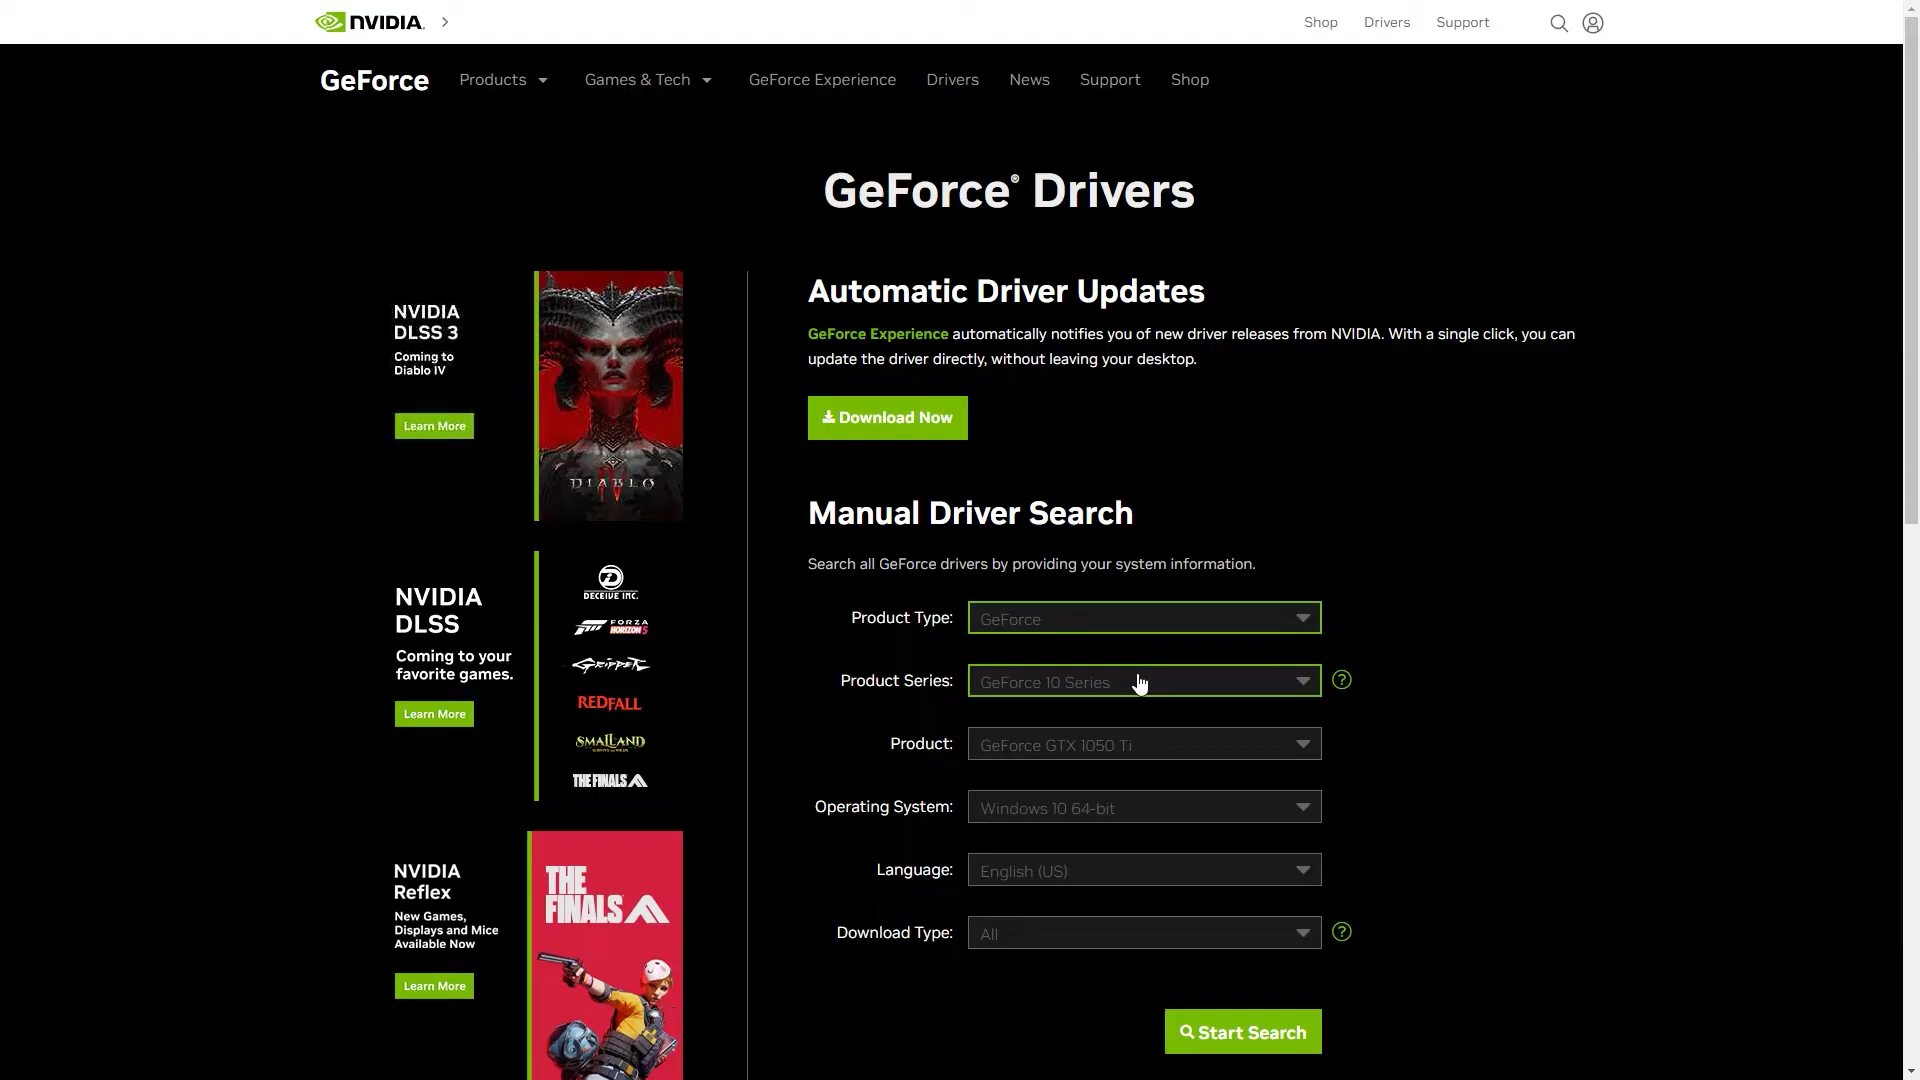 NVIDIA.
Shop
Drivers
Support
GeForce
Products
Games & Tech
GeForce Experience
Drivers
News
Support
Shop
GeForce® Drivers
NVIDIA
DLSS 3
Coming to
Diablo IV
Learn More
DIABLO
IV
NVIDIA
DLSS
Coming to your
favorite games.
Learn More
DECEIVE INC.
FORZA
HORIZON 5
GRIPPER
REDFALL
SMALLAND
THE FINALS
NVIDIA
Reflex
New Games,
Displays and Mice
Available Now
Learn More
THE
FINALS
Automatic Driver Updates
GeForce Experience automatically notifies you of new driver releases from NVIDIA. With a single click, you can
update the driver directly, without leaving your desktop.
Download Now
Manual Driver Search
Search all GeForce drivers by providing your system information.
Product Type: GeForce
Product Series: GeForce 10 Series ?
Product: GeForce GTX 1050 Ti
Operating System: Windows 10 64-bit
Language: English (US)
Download Type: All ?
Start Search